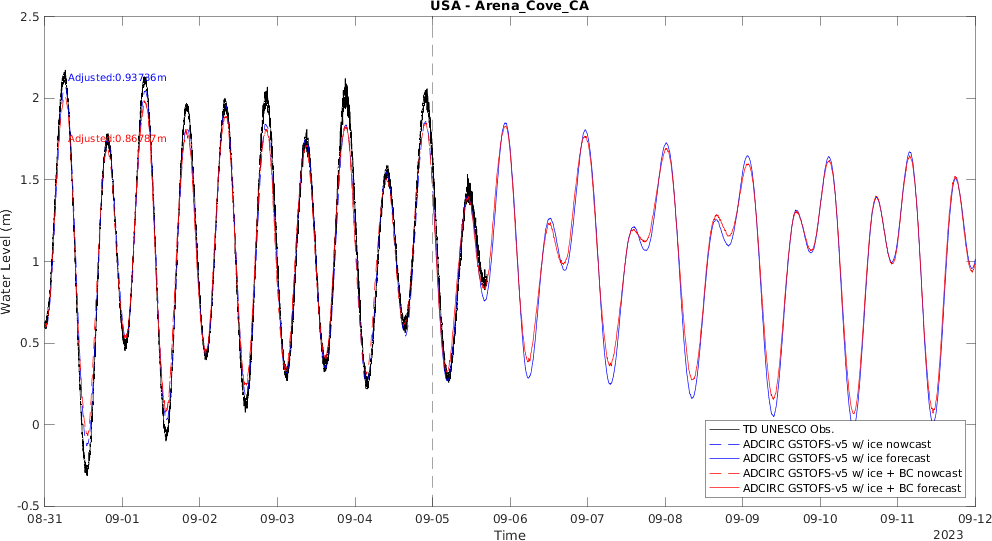 USA - Arena_Cove_CA
2.5
2
1.5
1
0.5
0
-0.5
Water Level (m)
Adjusted:0.93736m
Adjusted:0.86787m
TD UNESCO Obs.
ADCIRC GSTOFS-v5 w/ ice nowcast
ADCIRC GSTOFS-v5 w/ ice forecast
ADCIRC GSTOFS-v5 w/ ice + BC nowcast
ADCIRC GSTOFS-v5 w/ ice + BC forecast
08-31 09-01 09-02 09-03 09-04 09-05 09-06 09-07 09-08 09-09 09-10 09-11 09-12
Time
2023